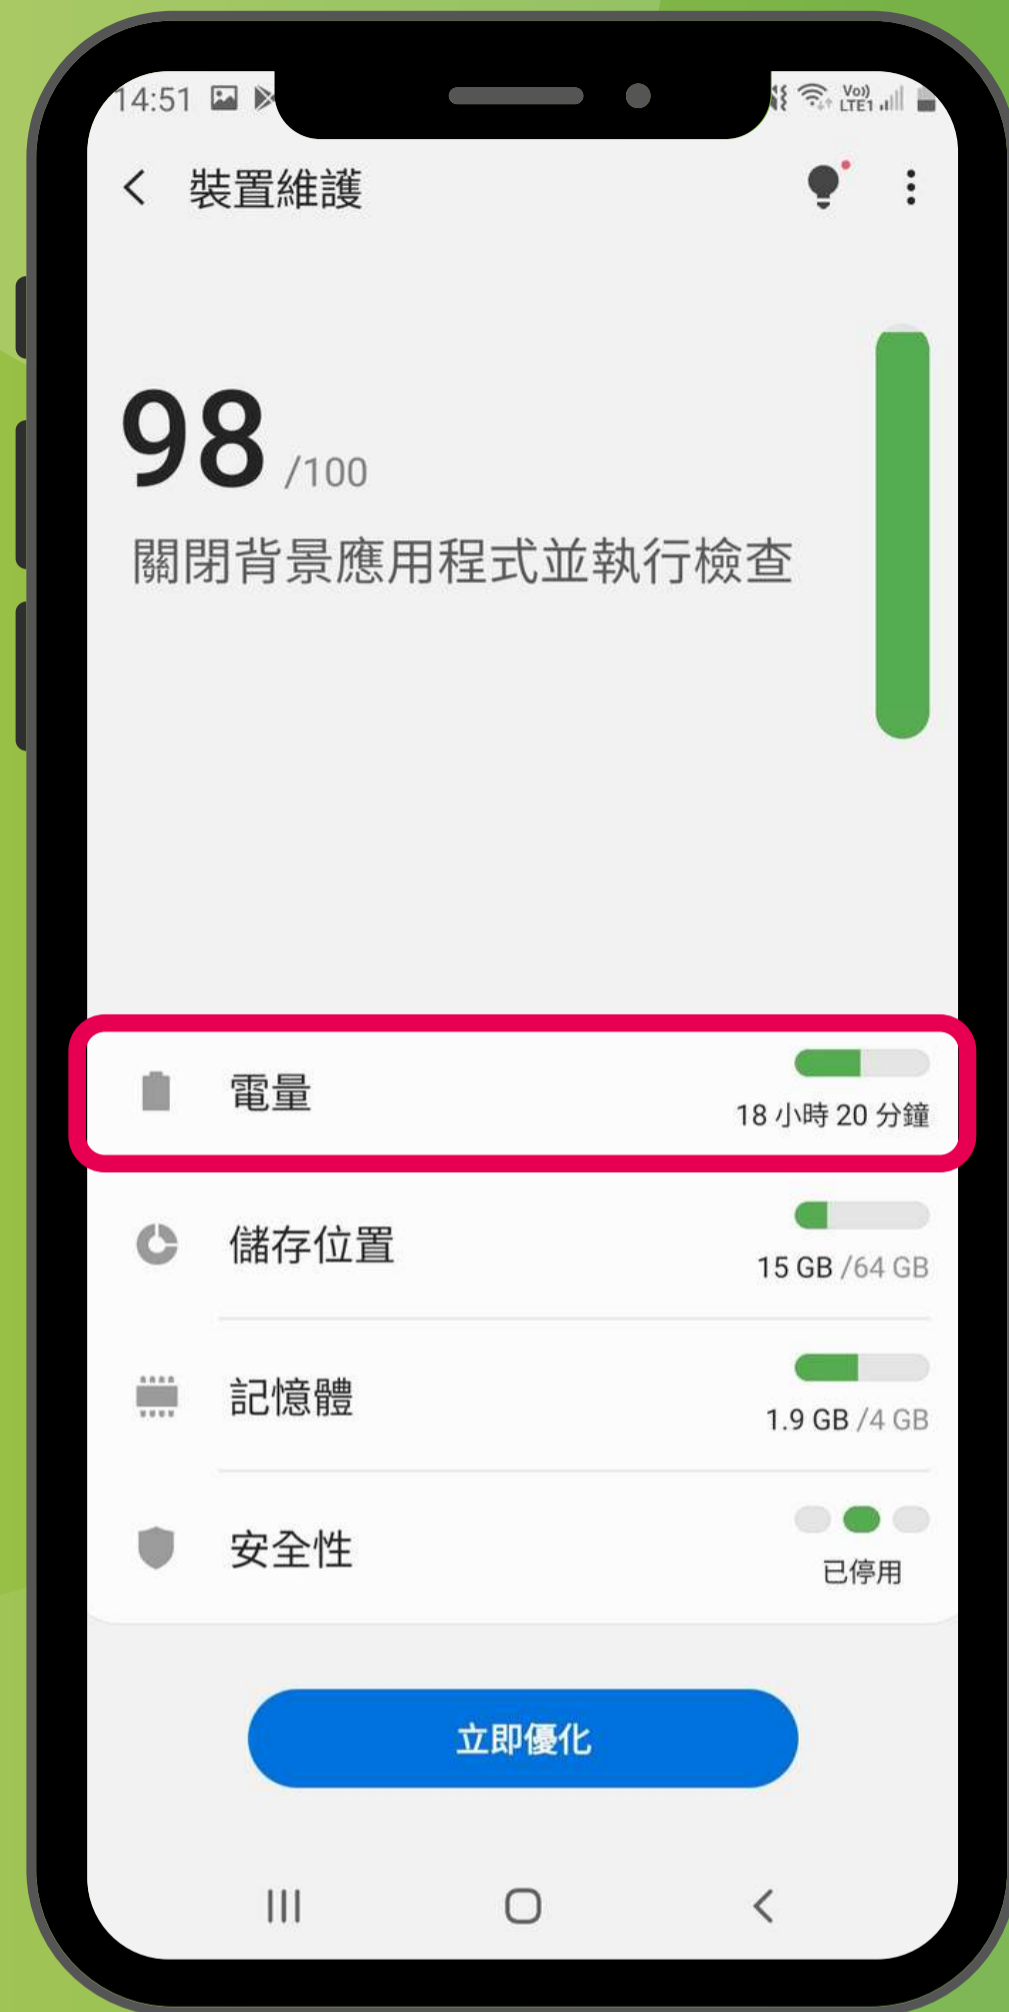 14:51
Vo))
LTE1
裝置維護
98 /100
關閉背景應用程式並執行檢查
電量
18 小時 20 分鐘
儲存位置
15 GB /64 GB
記憶體
1.9 GB /4 GB
安全性
已停用
立即優化